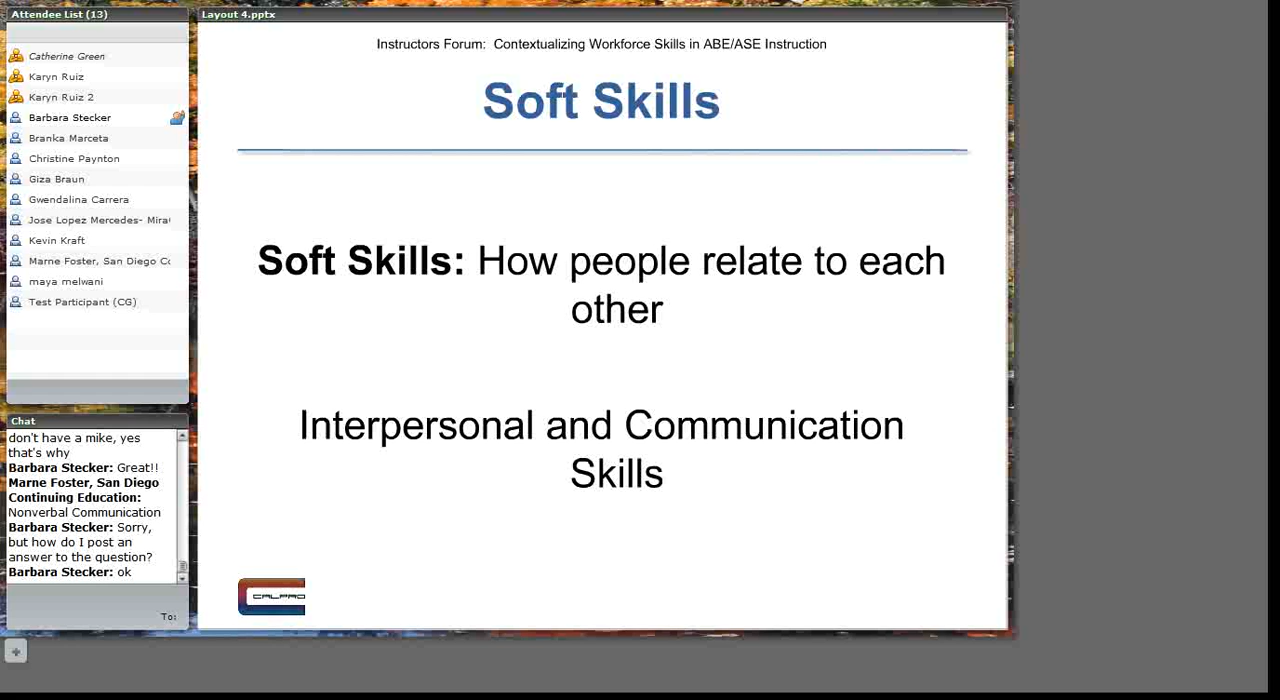 Attendee List (13)
Catherine Green
Karyn Ruiz
Karyn Ruiz 2
Barbara Stecker
Branka Marceta
Christine Paynton
Giza Braun
Gwendalina Carrera
Jose Lopez Mercedes- Mira
Kevin Kraft
Marne Foster, San Diego Cc
maya melwani
Test Participant (CG)
Chat
don't have a mike, yes
that's why
Barbara Stecker: Great!!
Marne Foster, San Diego
Continuing Education:
Nonverbal Communication
Barbara Stecker: Sorry,
but how do I post an
answer to the question?
Barbara Stecker: ok
To:
Layout 4.pptx
Instructors Forum: Contextualizing Workforce Skills in ABE/ASE Instruction
Soft Skills
Soft Skills: How people relate to each
other
Interpersonal and Communication
Skills
CALPRO